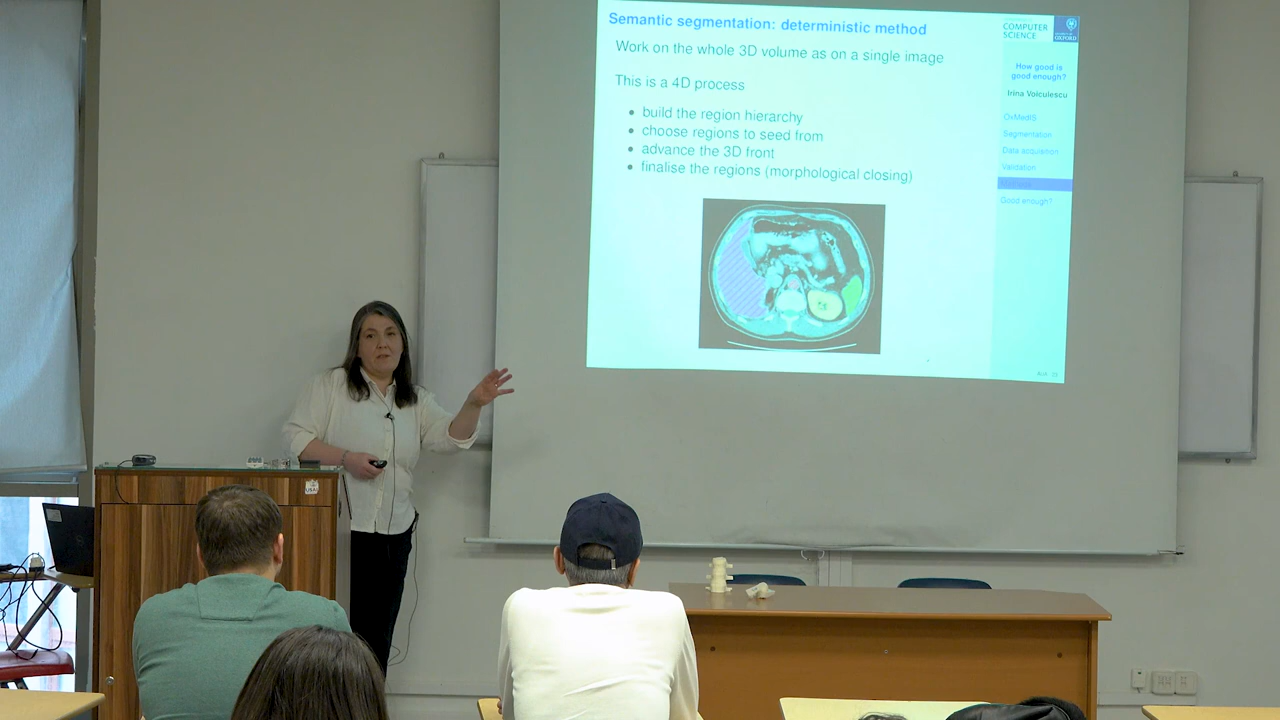 Semantic segmentation: deterministic method
Work on the whole 3D volume as on a single image
This is a 4D process
• build the region hierarchy
• choose regions to seed from
• advance the 3D front
• finalise the regions (morphological closing)
COMPUTER
SCIENCE
OXFORD
How good is
good enough?
Irina Voiculescu
OxMedIS
Segmentation
Data acquisition
Validation
Good enough?